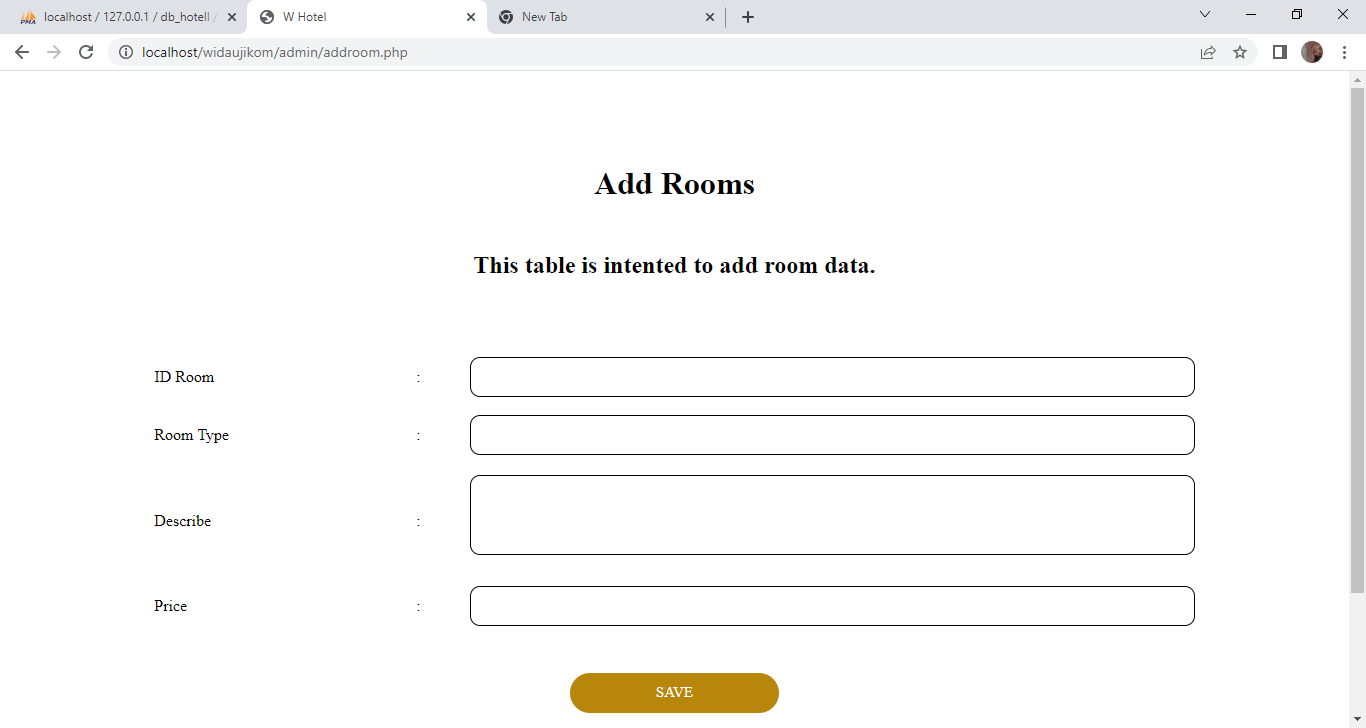 localhost / 127.0.0.1 / db_hotell /
W Hotel
New Tab
localhost/widaujikom/admin/addroom.php
Add Rooms
This table is intented to add room data.
ID Room :
Room Type :
Describe :
Price :
SAVE